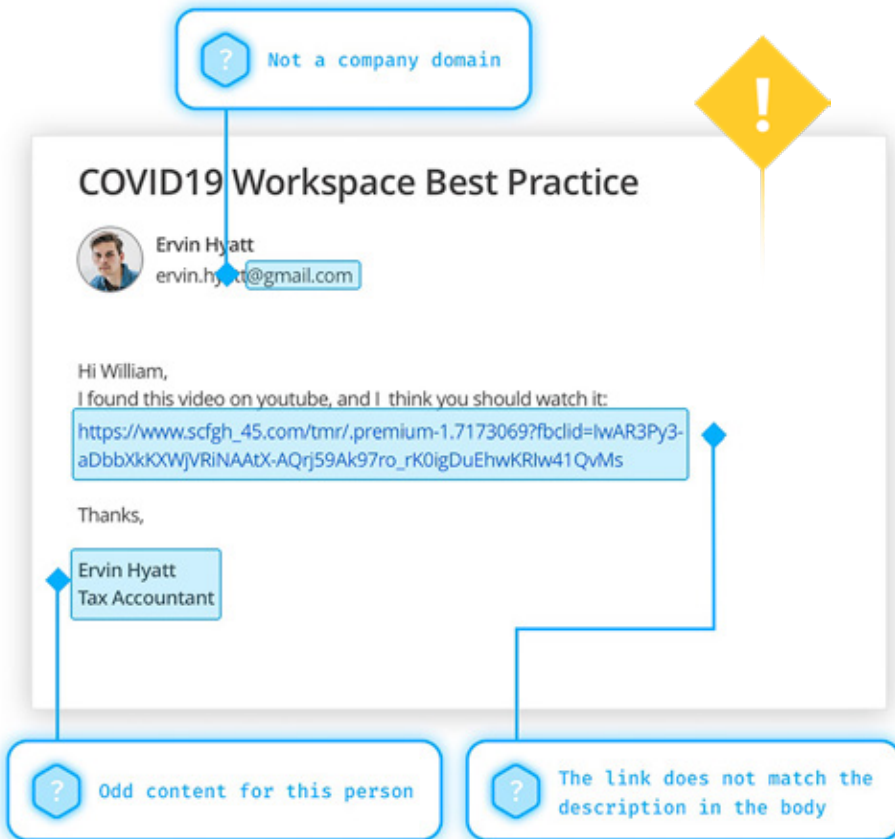 Not a company domain
COVID19 Workspace Best Practice
Ervin Hyatt
ervin.hyatt@gmail.com
Hi William,
I found this video on youtube, and I think you should watch it:
https://www.scfgh_45.com/tmr/.premium-1.7173069?fbclid=IwAR3Py3-
aDbbXkKXWjVRiNAAtX-AQrj59Ak97ro_rK0igDuEhwKRIw41QvMs
Thanks,
Ervin Hyatt
Tax Accountant
Odd content for this person
The link does not match the
description in the body